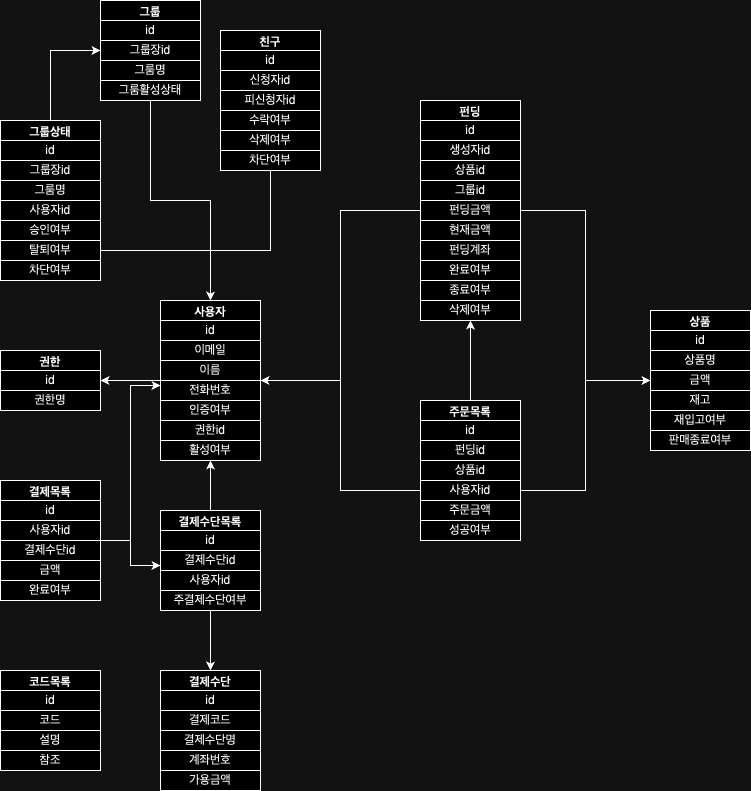 그룹
id
그룹장id
그룸명
그룹활성상태
친구
id
신청자id
피신청자id
수락여부
삭제여부
차단여부
그룹상태
id
그룹장id
그룸명
사용자id
승인여부
탈퇴여부
차단여부
펀딩
id
생성자id
상품id
그룹id
펀딩금액
현재금액
펀딩계좌
완료여부
종료여부
삭제여부
사용자
id
이메일
이름
전화번호
인증여부
권한id
활성여부
상품
id
상품명
금액
재고
재입고여부
판매종료여부
권한
id
권한명
주문목록
id
펀딩id
상품id
사용자id
주문금액
성공여부
결제목록
id
사용자id
결제수단id
금액
완료여부
결제수단목록
id
결제수단id
사용자id
주결제수단여부
코드목록
id
코드
설명
참조
결제수단
id
결제코드
결제수단명
계좌번호
가용금액